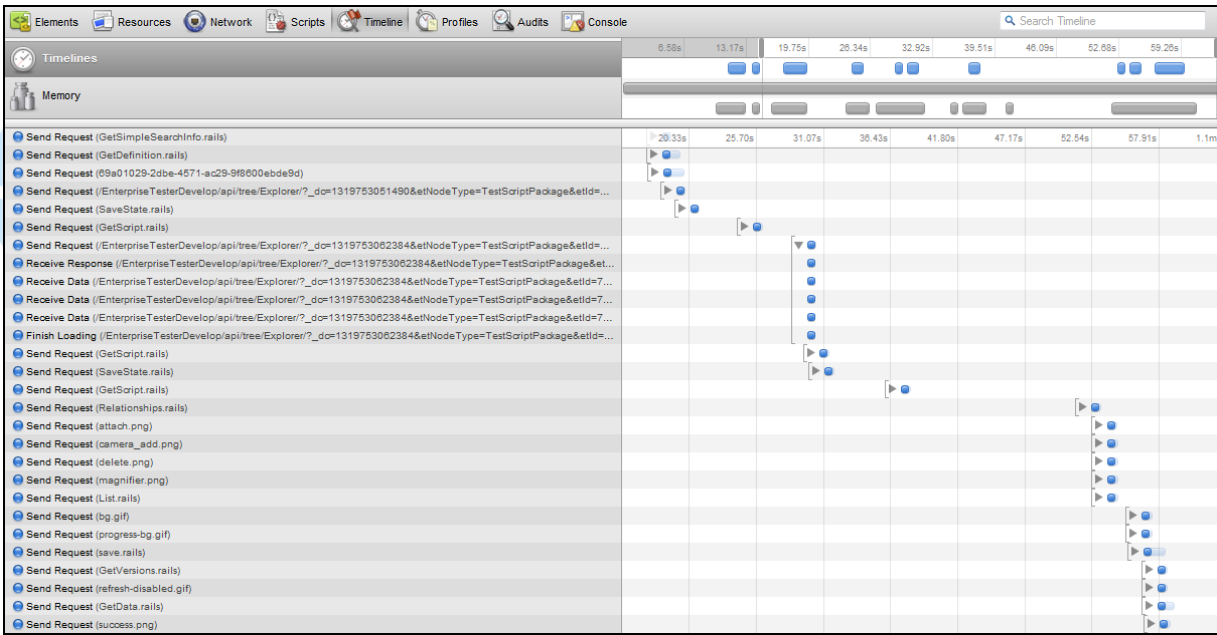 Elements Resources Network Scripts Timeline Profiles Audits Console Search Timeline
Timelines 6.58s 13.17s 19.75s 26.34s 32.92s 39.51s 46.09s 52.68s 59.26s
Memory
Send Request (GetSimpleSearchInfo.rails) 20.33s 25.70s 31.07s 36.43s 41.80s 47.17s 52.54s 57.91s 1.1m
Send Request (GetDefinition.rails)
Send Request (69a01029-2dbe-4571-ac29-9f8600ebde9d)
Send Request (/EnterpriseTesterDevelop/api/tree/Explorer/?_dc=1319753051490&etNodeType=TestScriptPackage&etId=...
Send Request (SaveState.rails)
Send Request (GetScript.rails)
Send Request (/EnterpriseTesterDevelop/api/tree/Explorer/?_dc=1319753062384&etNodeType=TestScriptPackage&etId=...
Receive Response (/EnterpriseTesterDevelop/api/tree/Explorer/?_dc=1319753062384&etNodeType=TestScriptPackage&et...
Receive Data (/EnterpriseTesterDevelop/api/tree/Explorer/?_dc=1319753062384&etNodeType=TestScriptPackage&etId=7...
Receive Data (/EnterpriseTesterDevelop/api/tree/Explorer/?_dc=1319753062384&etNodeType=TestScriptPackage&etId=7...
Receive Data (/EnterpriseTesterDevelop/api/tree/Explorer/?_dc=1319753062384&etNodeType=TestScriptPackage&etId=7...
Finish Loading (/EnterpriseTesterDevelop/api/tree/Explorer/?_dc=1319753062384&etNodeType=TestScriptPackage&etId=...
Send Request (GetScript.rails)
Send Request (SaveState.rails)
Send Request (GetScript.rails)
Send Request (Relationships.rails)
Send Request (attach.png)
Send Request (camera_add.png)
Send Request (delete.png)
Send Request (magnifier.png)
Send Request (List.rails)
Send Request (bg.gif)
Send Request (progress-bg.gif)
Send Request (save.rails)
Send Request (GetVersions.rails)
Send Request (refresh-disabled.gif)
Send Request (GetData.rails)
Send Request (success.png)